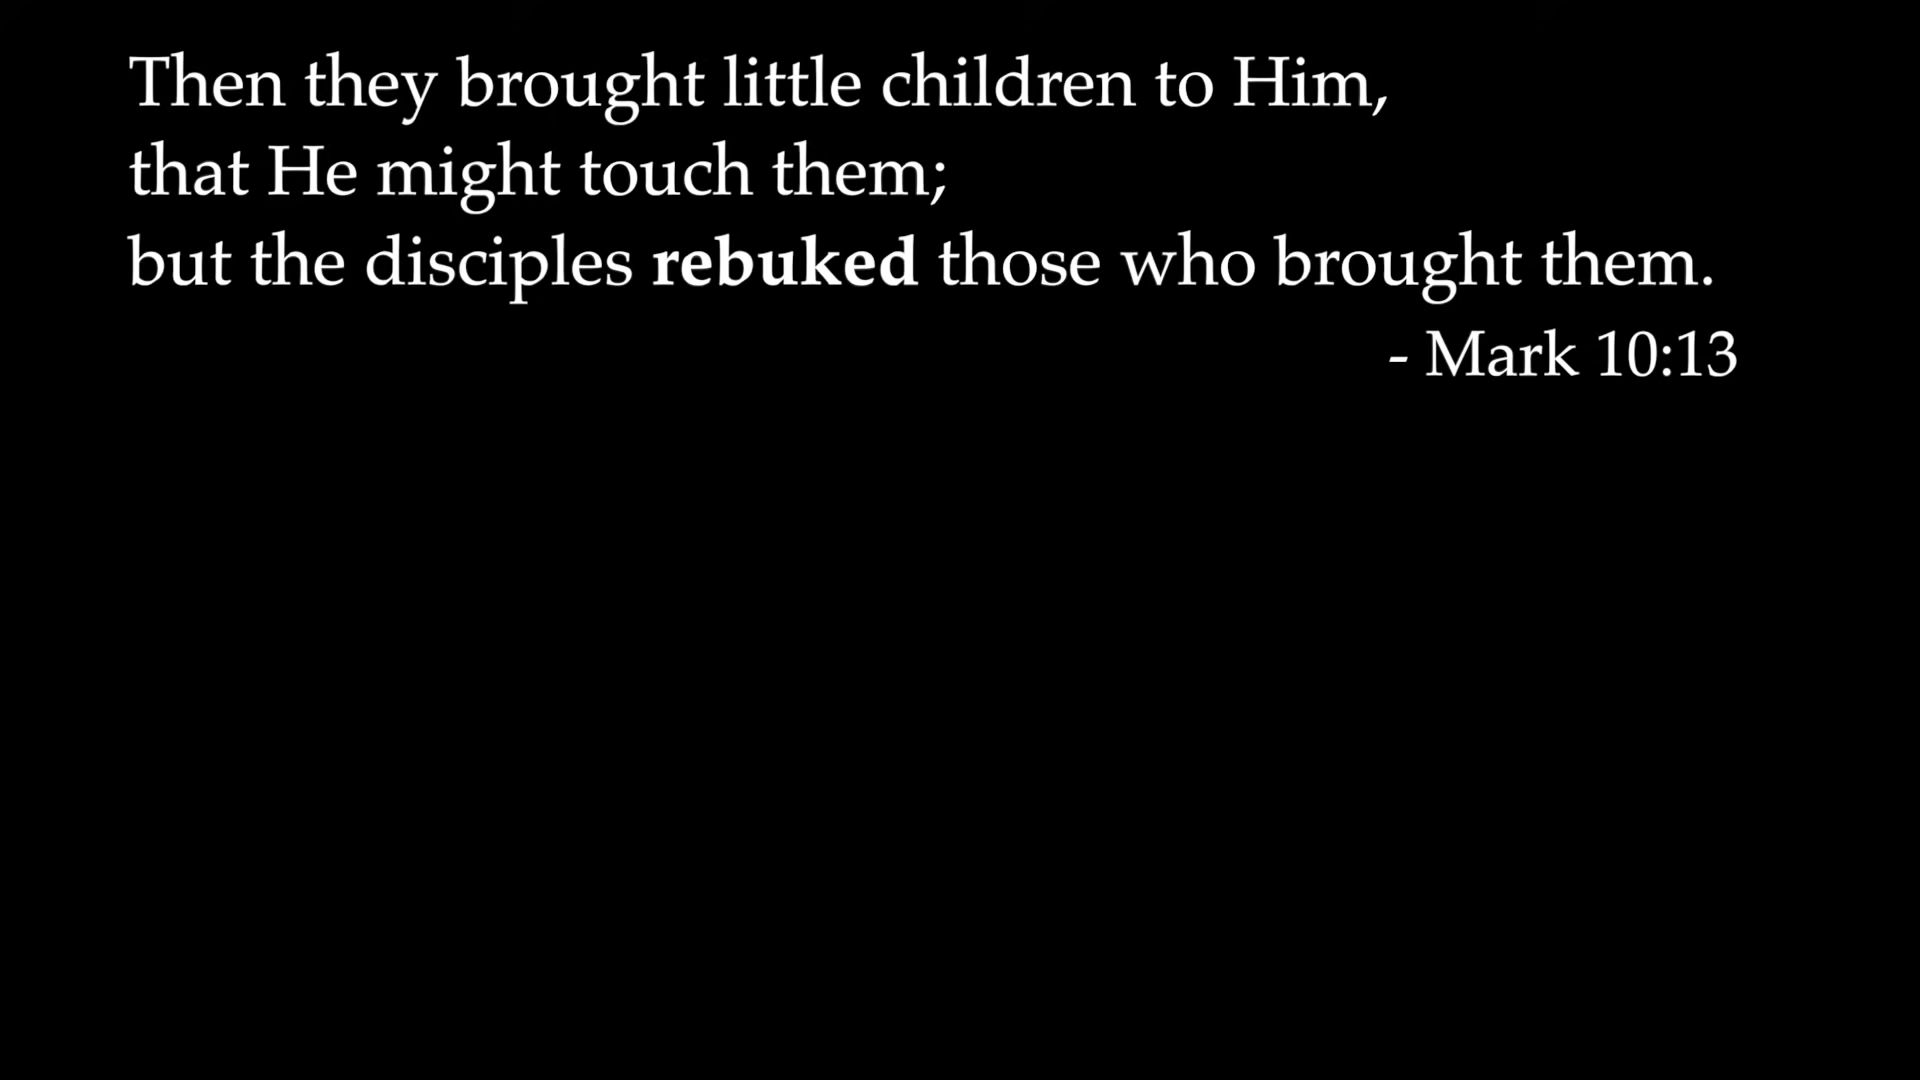 Then they brought little children to Him,
that He might touch them;
but the disciples rebuked those who brought them.
- Mark 10:13